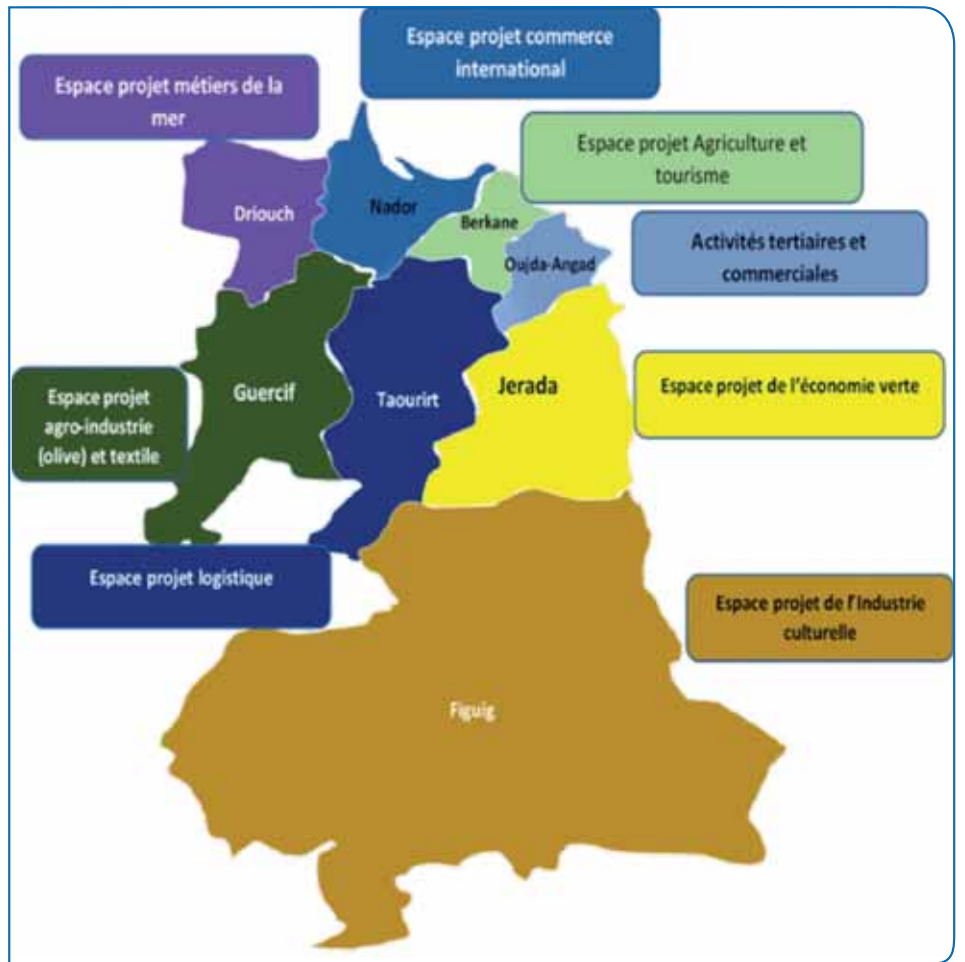 Espace projet commerce
international
Espace projet métiers de la
mer
Espace projet Agriculture et
tourisme
Driouch
Nador
Berkane
Oujda-Angad
Activités tertiaires et
commerciales
Espace projet
agro-industrie
(olive) et textile
Guercif
Taourirt
Jerada
Espace projet de l'économie verte
Espace projet logistique
Espace projet de l'Industrie
culturelle
Figuig